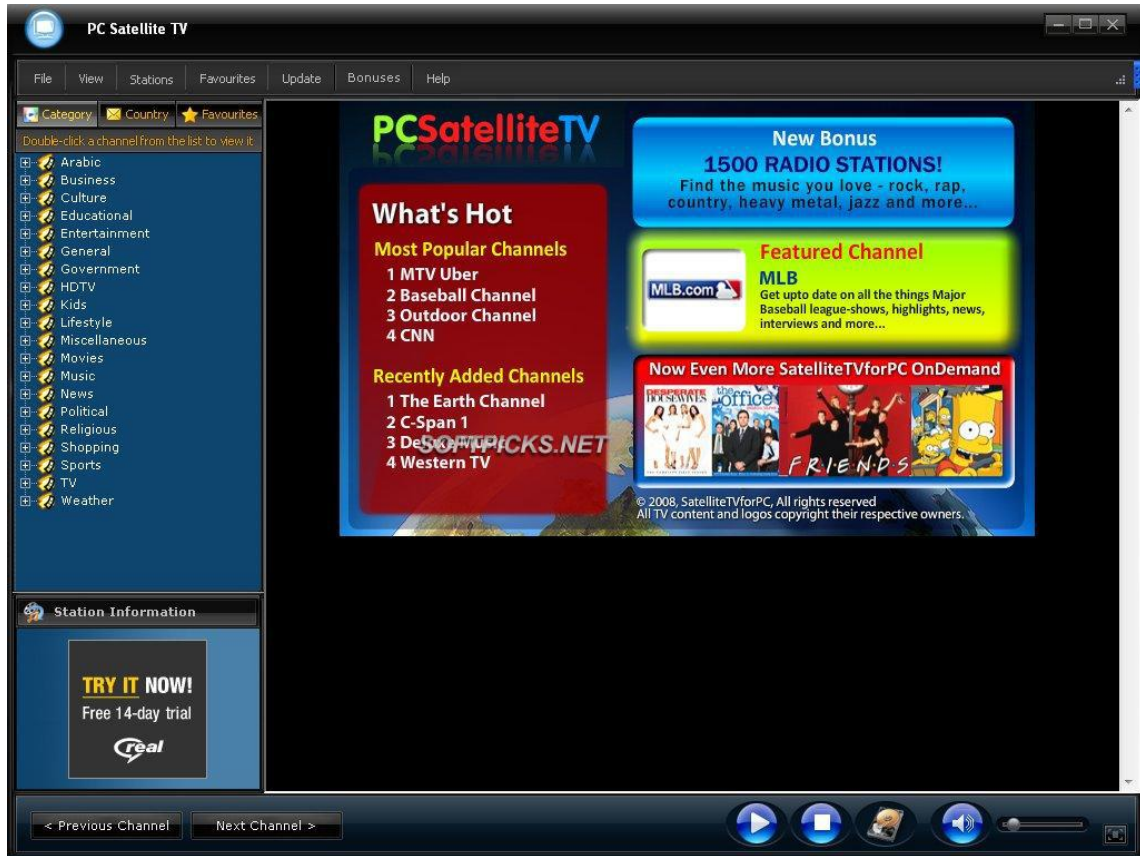 PC Satellite TV
File
View
Stations
Favourites
Update
Bonuses
Help
Category
Country
Favourites
Double-click a channel from the list to view it
Arabic
Business
Culture
Educational
Entertainment
General
Government
HDTV
Kids
Lifestyle
Miscellaneous
Movies
Music
News
Political
Religious
Shopping
Sports
TV
Weather
Station Information
TRY IT NOW!
Free 14-day trial
real
PCSatelliteTV
What's Hot
Most Popular Channels
1 MTV Uber
2 Baseball Channel
3 Outdoor Channel
4 CNN
Recently Added Channels
1 The Earth Channel
2 C-Span 1
3 Deluxe Music
4 Western TV
SOFTPICKS.NET
New Bonus
1500 RADIO STATIONS!
Find the music you love - rock, rap,
country, heavy metal, jazz and more...
MLB.com
Featured Channel
MLB
Get upto date on all the things Major
Baseball league-shows, highlights, news,
interviews and more...
Now Even More SatelliteTVforPC OnDemand
DESPERATE
HOUSEWIVES
the office
FRIENDS
© 2008, SatelliteTVforPC, All rights reserved
All TV content and logos copyright their respective owners.
< Previous Channel
Next Channel >